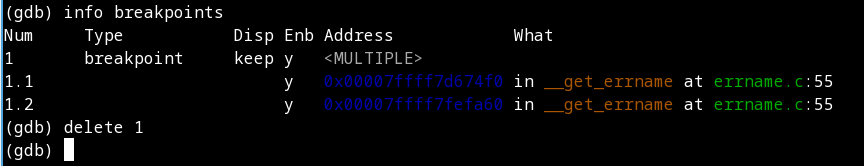 (gdb) info breakpoints
Num     Type           Disp Enb Address            What
1       breakpoint     keep y   <MULTIPLE>
1.1                         y   0x00007ffff7d674f0 in __get_errname at errname.c:55
1.2                         y   0x00007ffff7fefa60 in __get_errname at errname.c:55
(gdb) delete 1
(gdb)